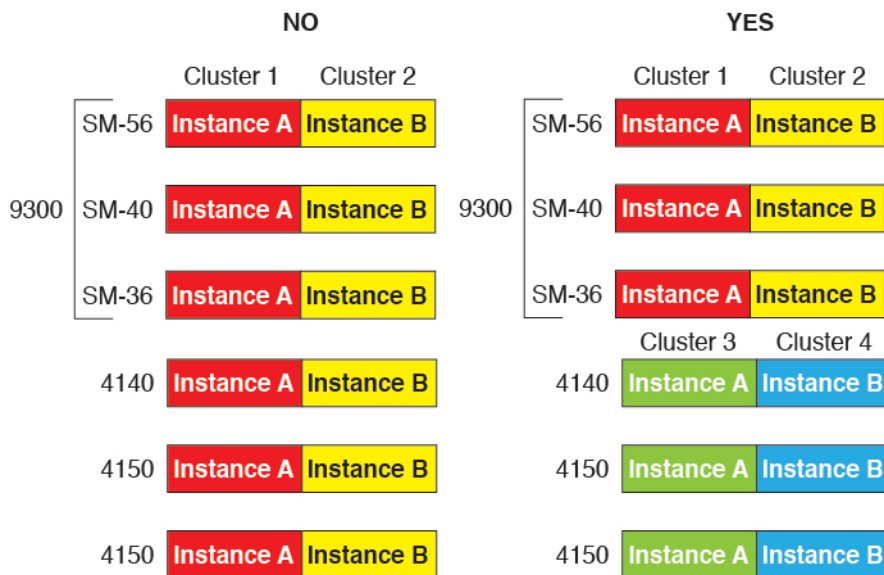 NO YES
Cluster 1 Cluster 2 Cluster 1 Cluster 2
SM-56 Instance A Instance B SM-56 Instance A Instance B
9300 SM-40 Instance A Instance B 9300 SM-40 Instance A Instance B
SM-36 Instance A Instance B SM-36 Instance A Instance B
Cluster 3 Cluster 4
4140 Instance A Instance B 4140 Instance A Instance B
4150 Instance A Instance B 4150 Instance A Instance B
4150 Instance A Instance B 4150 Instance A Instance B